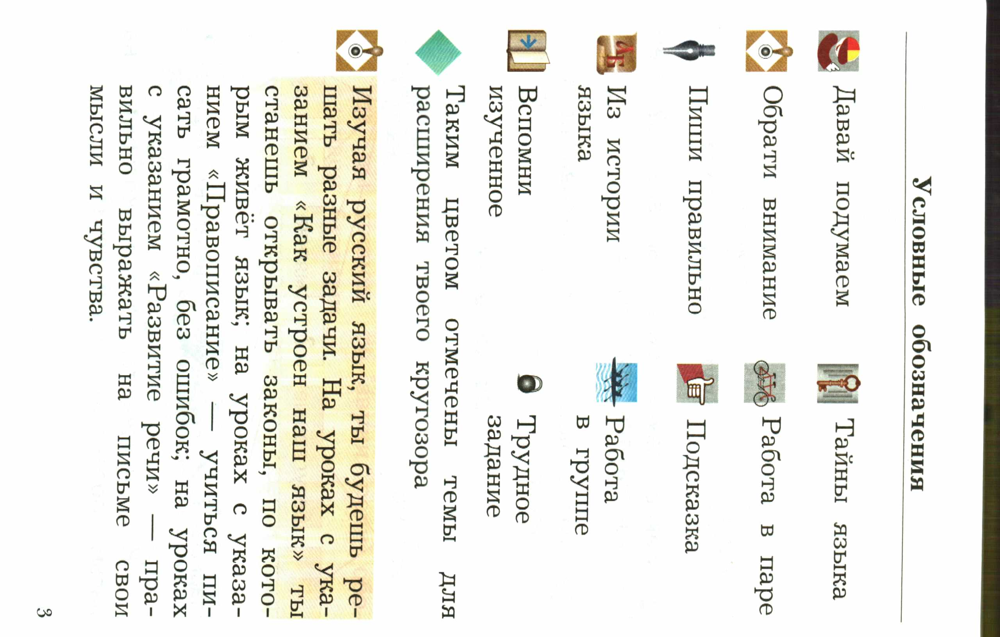 Условные обозначения
Давай подумаем
Обрати внимание
Пиши правильно
Из истории
языка
Вспомни
изученное
Тайны языка
Работа в паре
Подсказка
Работа
в группе
Трудное
задание
Таким цветом отмечены темы для
расширения твоего кругозора
Изучая русский язык, ты будешь ре-
шать разные задачи. На уроках с ука-
занием «Как устроен наш язык» ты
станешь открывать законы, по кото-
рым живёт язык; на уроках с указа-
нием «Правописание» — учиться пи-
сать грамотно, без ошибок; на уроках
с указанием «Развитие речи» — пра-
вильно выражать на письме свои
мысли и чувства.
3